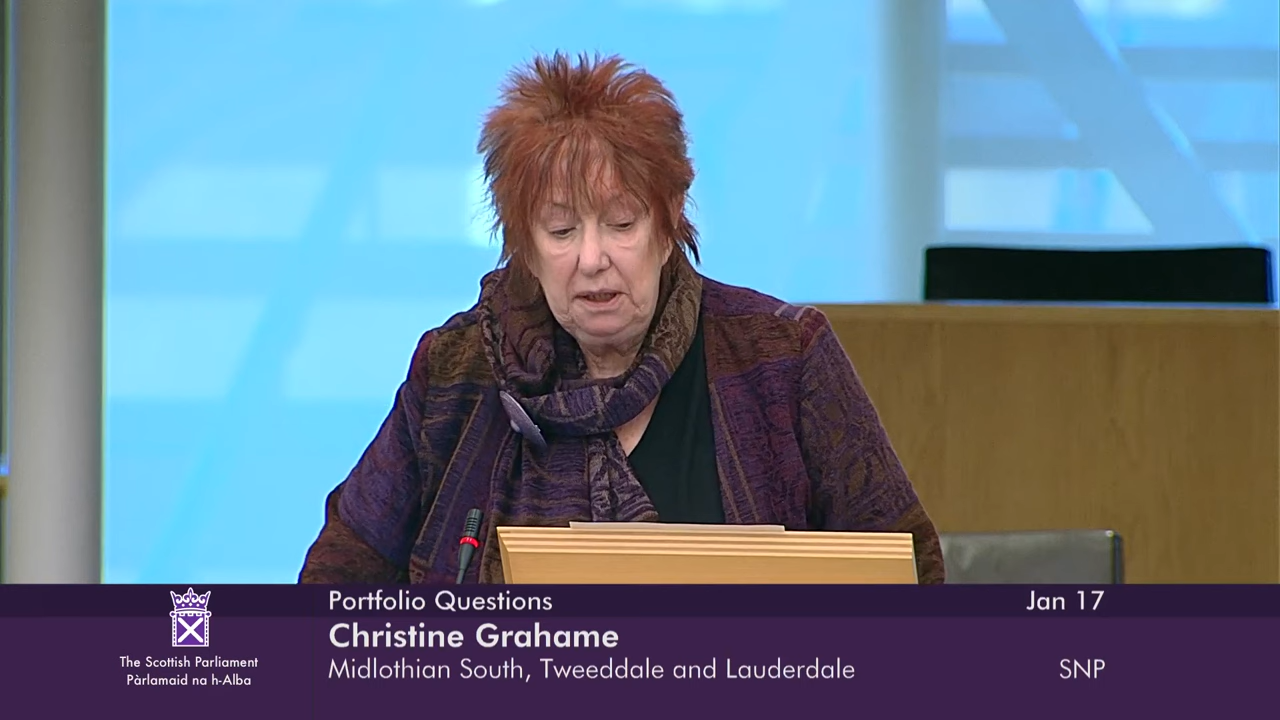 Portfolio Questions
Jan 17
Christine Grahame
Midlothian South, Tweeddale and Lauderdale
SNP
The Scottish Parliament
Pàrlamaid na h-Alba